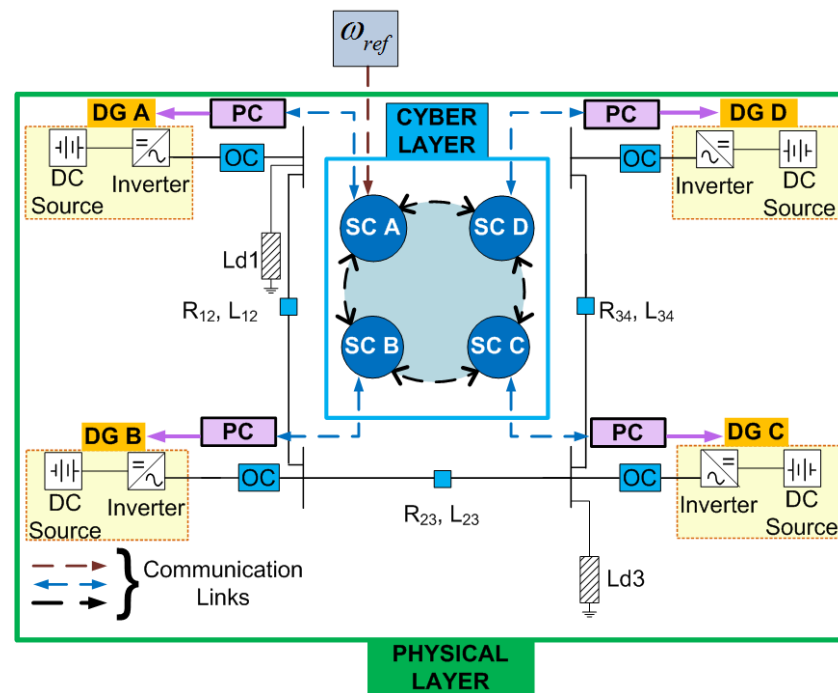 ω_ref
DG A
PC
CYBER
LAYER
PC
DG D
DC
Source
Inverter
OC
OC
Inverter
DC
Source
SC A
SC D
Ld1
R12, L12
R34, L34
SC B
SC C
DG B
PC
PC
DG C
DC
Source
Inverter
OC
R23, L23
OC
Inverter
DC
Source
Communication
Links
Ld3
PHYSICAL
LAYER